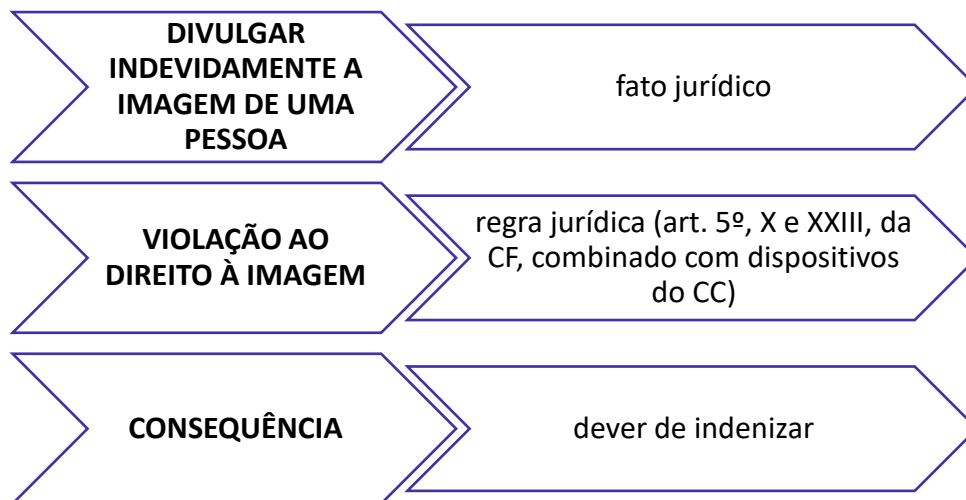 DIVULGAR
INDEVIDAMENTE A
IMAGEM DE UMA
PESSOA
fato jurídico
VIOLAÇÃO AO
DIREITO À IMAGEM
regra jurídica (art. 5º, X e XXIII, da
CF, combinado com dispositivos
do CC)
CONSEQUÊNCIA
dever de indenizar